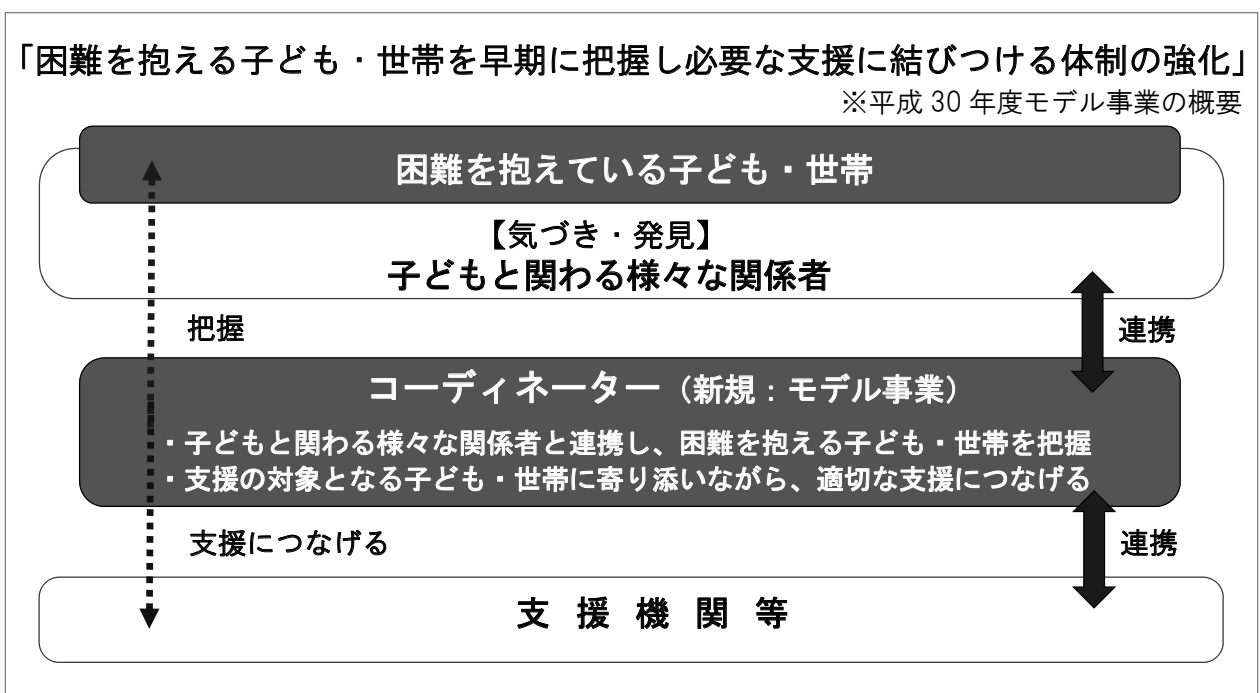 「困難を抱える子ども・世帯を早期に把握し必要な支援に結びつける体制の強化」
※平成 30 年度モデル事業の概要
困難を抱えている子ども・世帯
【気づき・発見】
子どもと関わる様々な関係者
把握
連携
コーディネーター（新規：モデル事業）
・子どもと関わる様々な関係者と連携し、困難を抱える子ども・世帯を把握
・支援の対象となる子ども・世帯に寄り添いながら、適切な支援につなげる
支援につなげる
連携
支 援 機 関 等